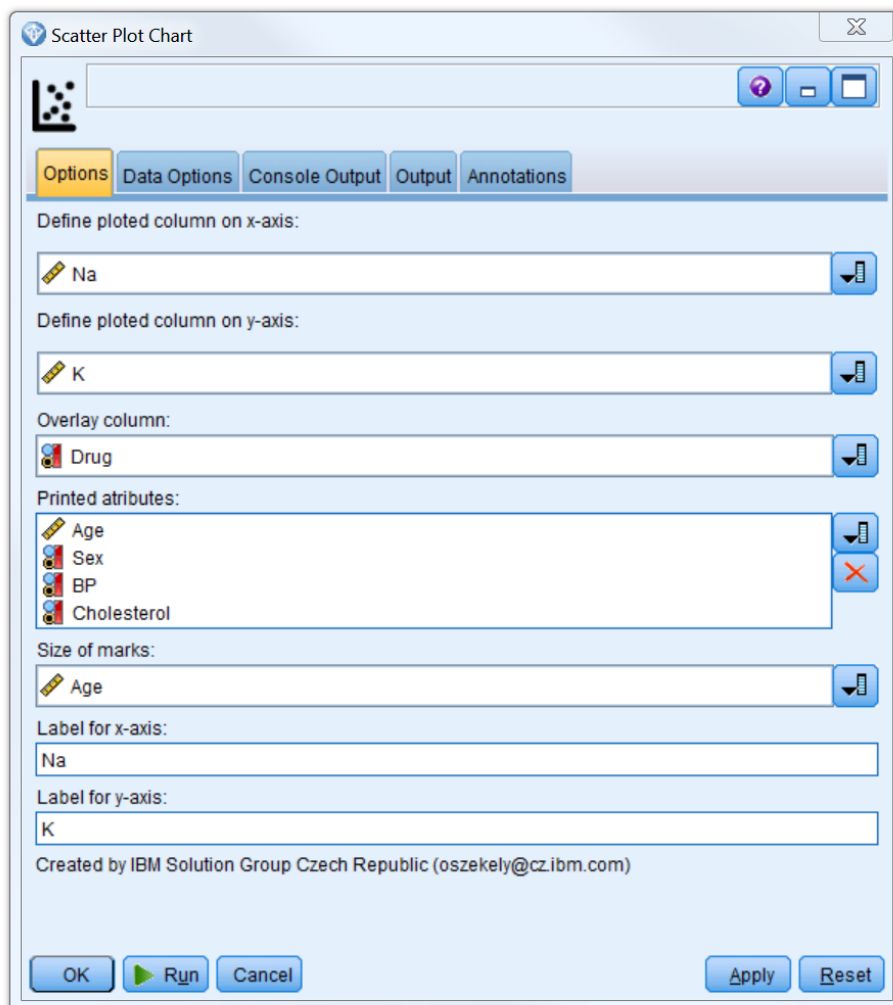 Scatter Plot Chart
Options Data Options Console Output Output Annotations
Define ploted column on x-axis:
Na
Define ploted column on y-axis:
K
Overlay column:
Drug
Printed atributes:
Age
Sex
BP
Cholesterol
Size of marks:
Age
Label for x-axis:
Na
Label for y-axis:
K
Created by IBM Solution Group Czech Republic (oszekely@cz.ibm.com)
OK Run Cancel Apply Reset